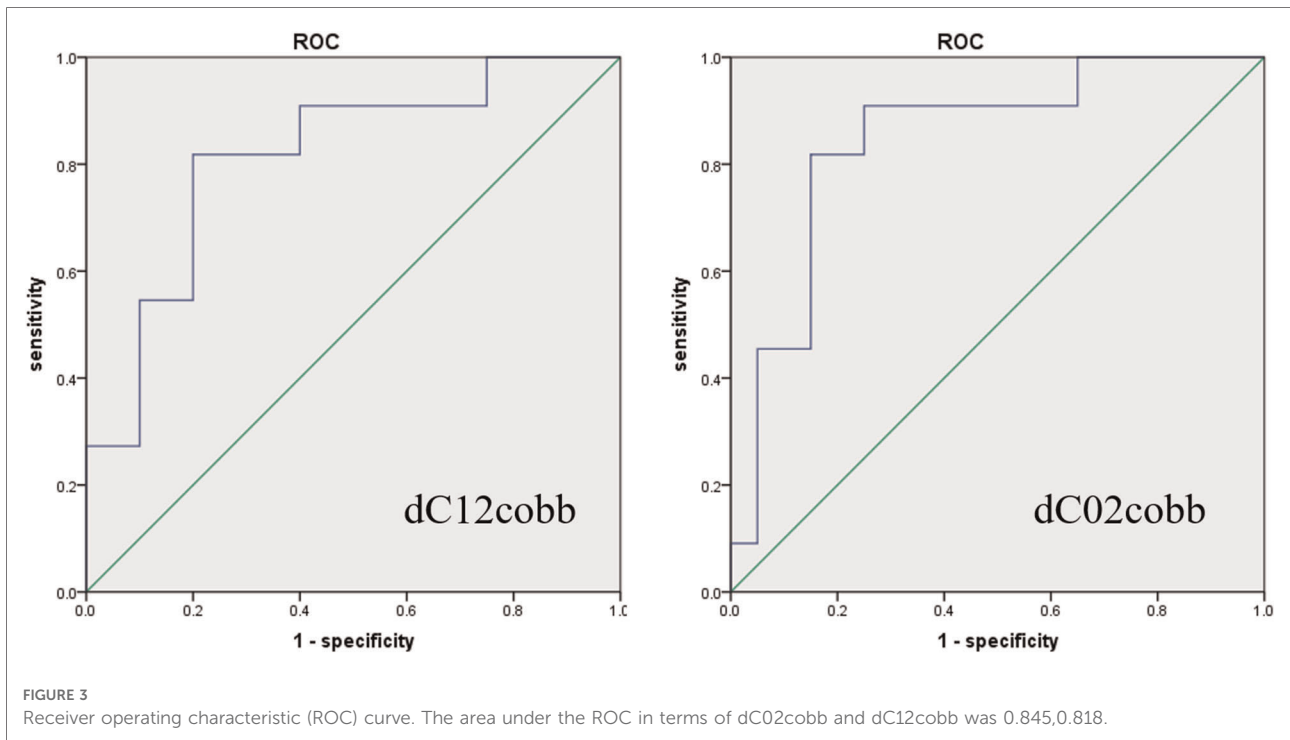 ROC
1.0
0.8
0.6
0.4
0.2
0.0
sensitivity
dC12cobb
0.0 0.2 0.4 0.6 0.8 1.0
1 - specificity
ROC
1.0
0.8
0.6
0.4
0.2
0.0
sensitivity
dC02cobb
0.0 0.2 0.4 0.6 0.8 1.0
1 - specificity
FIGURE 3
Receiver operating characteristic (ROC) curve. The area under the ROC in terms of dC02cobb and dC12cobb was 0.845,0.818.